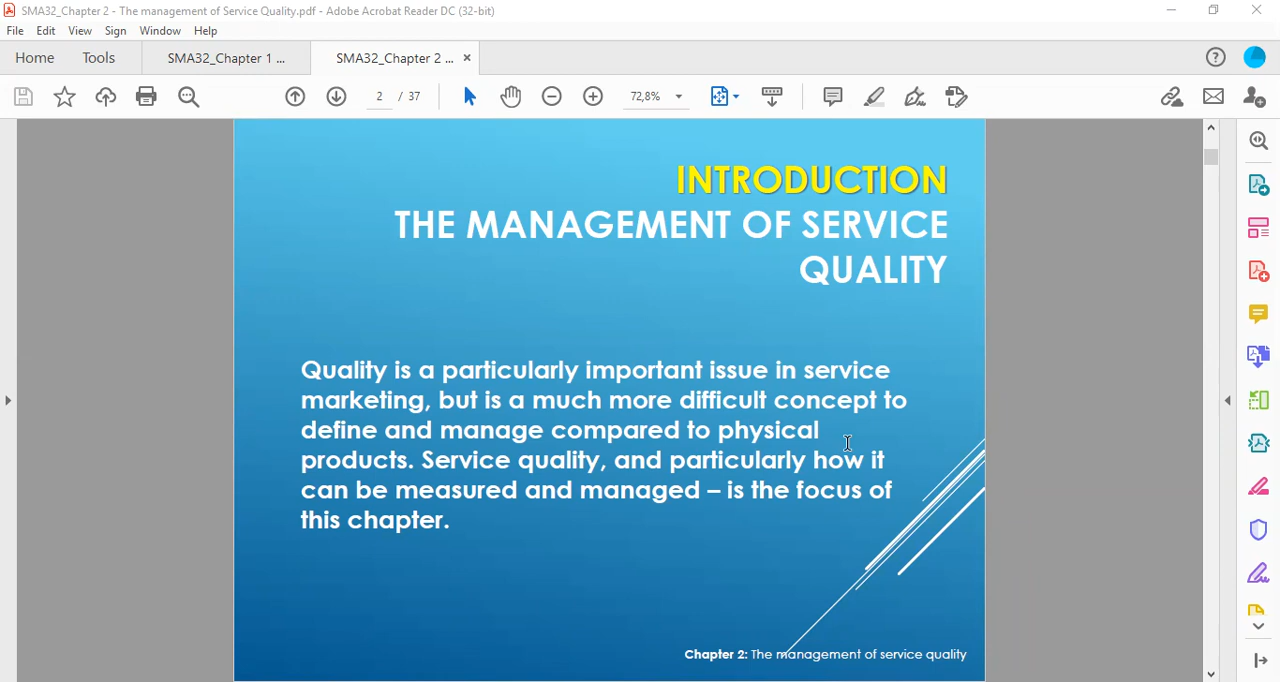 SMA32_Chapter 2 - The management of Service Quality.pdf - Adobe Acrobat Reader DC (32-bit)
File Edit View Sign Window Help
Home Tools SMA32_Chapter 1 ... SMA32_Chapter 2 ...
2 / 37 72,8%
INTRODUCTION
THE MANAGEMENT OF SERVICE
QUALITY
Quality is a particularly important issue in service
marketing, but is a much more difficult concept to
define and manage compared to physical
products. Service quality, and particularly how it
can be measured and managed – is the focus of
this chapter.
Chapter 2: The management of service quality